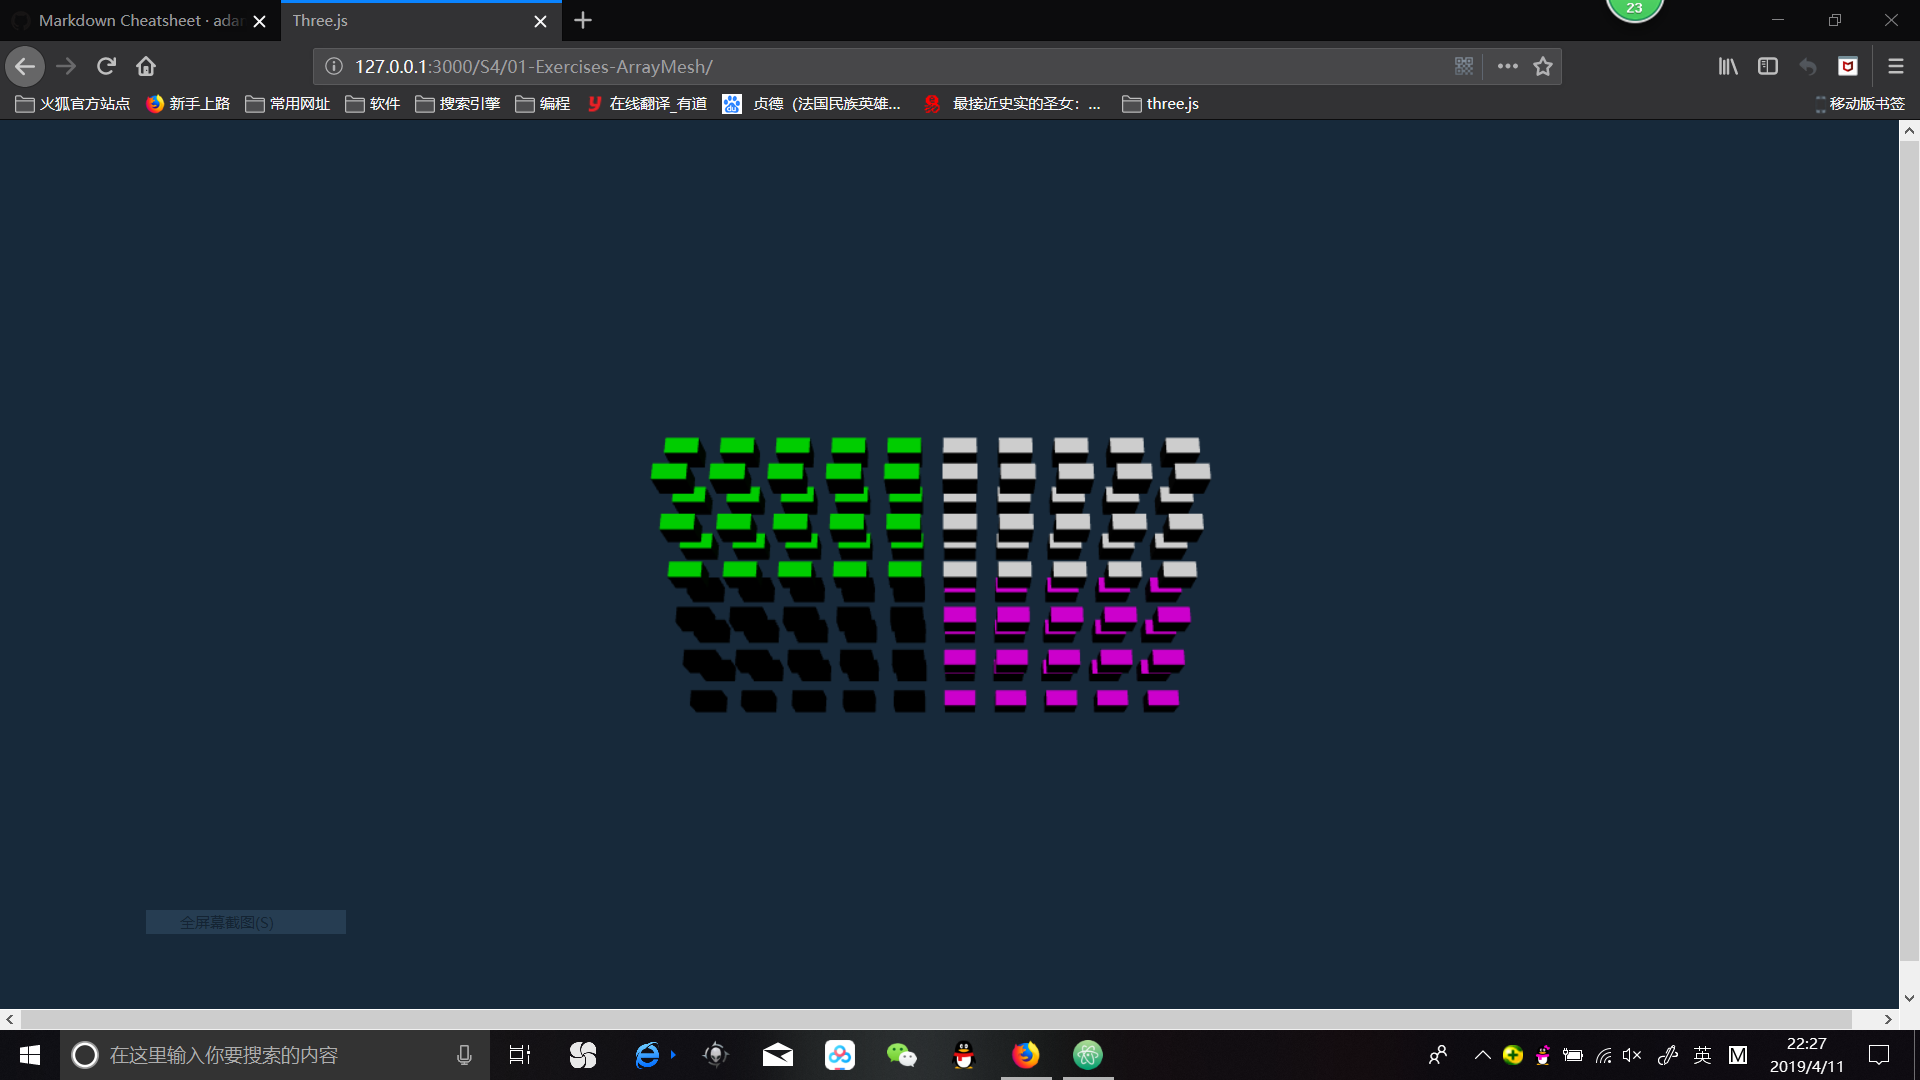 Markdown Cheatsheet · adar
Three.js
23
127.0.0.1:3000/S4/01-Exercises-ArrayMesh/
火狐官方站点
新手上路
常用网址
软件
搜索引擎
编程
在线翻译_有道
贞德（法国民族英雄...
最接近史实的圣女：...
three.js
移动版书签
全屏幕截图(S)
在这里输入你要搜索的内容
英
M
22:27
2019/4/11